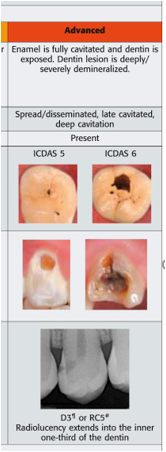 Advanced
r Enamel is fully cavitated and dentin is
exposed. Dentin lesion is deeply/
severely demineralized.
Spread/disseminated, late cavitated,
deep cavitation
Present
ICDAS 5 ICDAS 6
D3¶ or RC5#
Radiolucency extends into the inner
one-third of the dentin